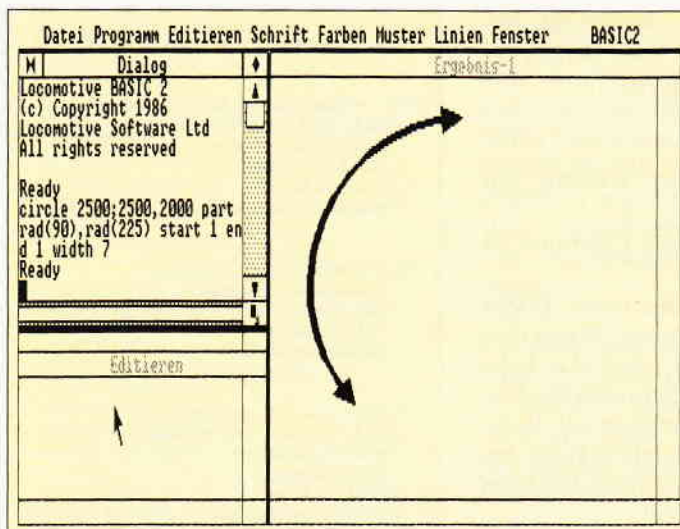 Datei Programm Editieren Schrift Farben Muster Linien Fenster BASIC2
Dialog
Ergebnis-1
Locomotive BASIC 2
(c) Copyright 1986
Locomotive Software Ltd
All rights reserved
Ready
circle 2500;2500,2000 part
rad(90),rad(225) start 1 en
d 1 width 7
Ready
Editieren